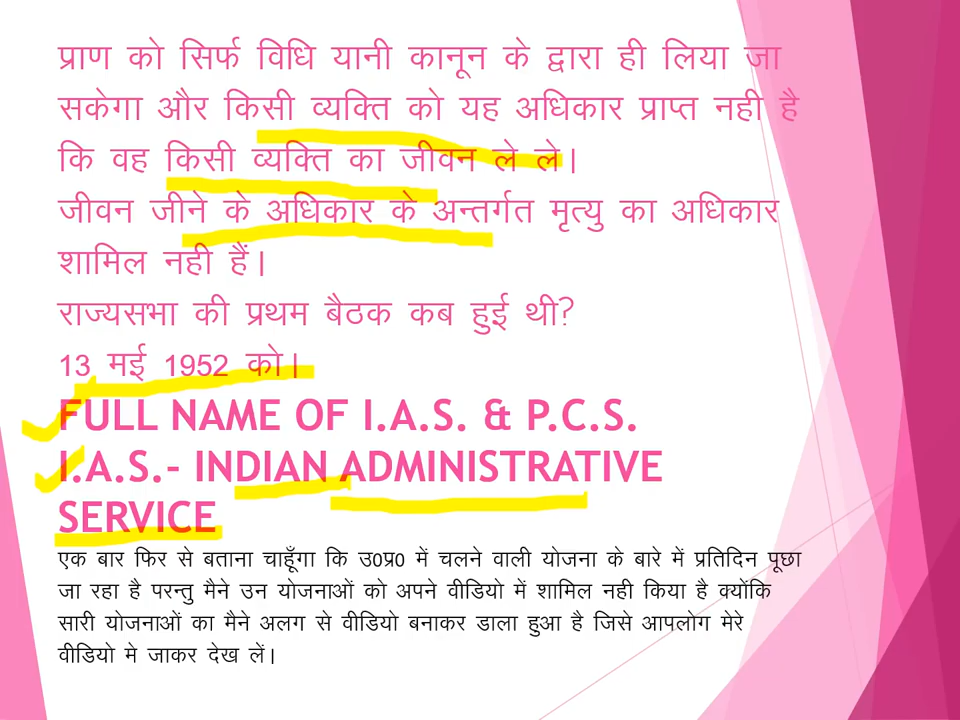 प्राण को सिर्फ विधि यानी कानून के द्वारा ही लिया जा
सकेगा और किसी व्यक्ति को यह अधिकार प्राप्त नही है
कि वह किसी व्यक्ति का जीवन ले ले।
जीवन जीने के अधिकार के अन्तर्गत मृत्यु का अधिकार
शामिल नही हैं।
राज्यसभा की प्रथम बैठक कब हुई थी?
13 मई 1952 को।
FULL NAME OF I.A.S. & P.C.S.
I.A.S.- INDIAN ADMINISTRATIVE
SERVICE
एक बार फिर से बताना चाहूँगा कि उ0प्र0 में चलने वाली योजना के बारे में प्रतिदिन पूछा
जा रहा है परन्तु मैने उन योजनाओं को अपने वीडियो में शामिल नही किया है क्योंकि
सारी योजनाओं का मैने अलग से वीडियो बनाकर डाला हुआ है जिसे आपलोग मेरे
वीडियो मे जाकर देख लें।